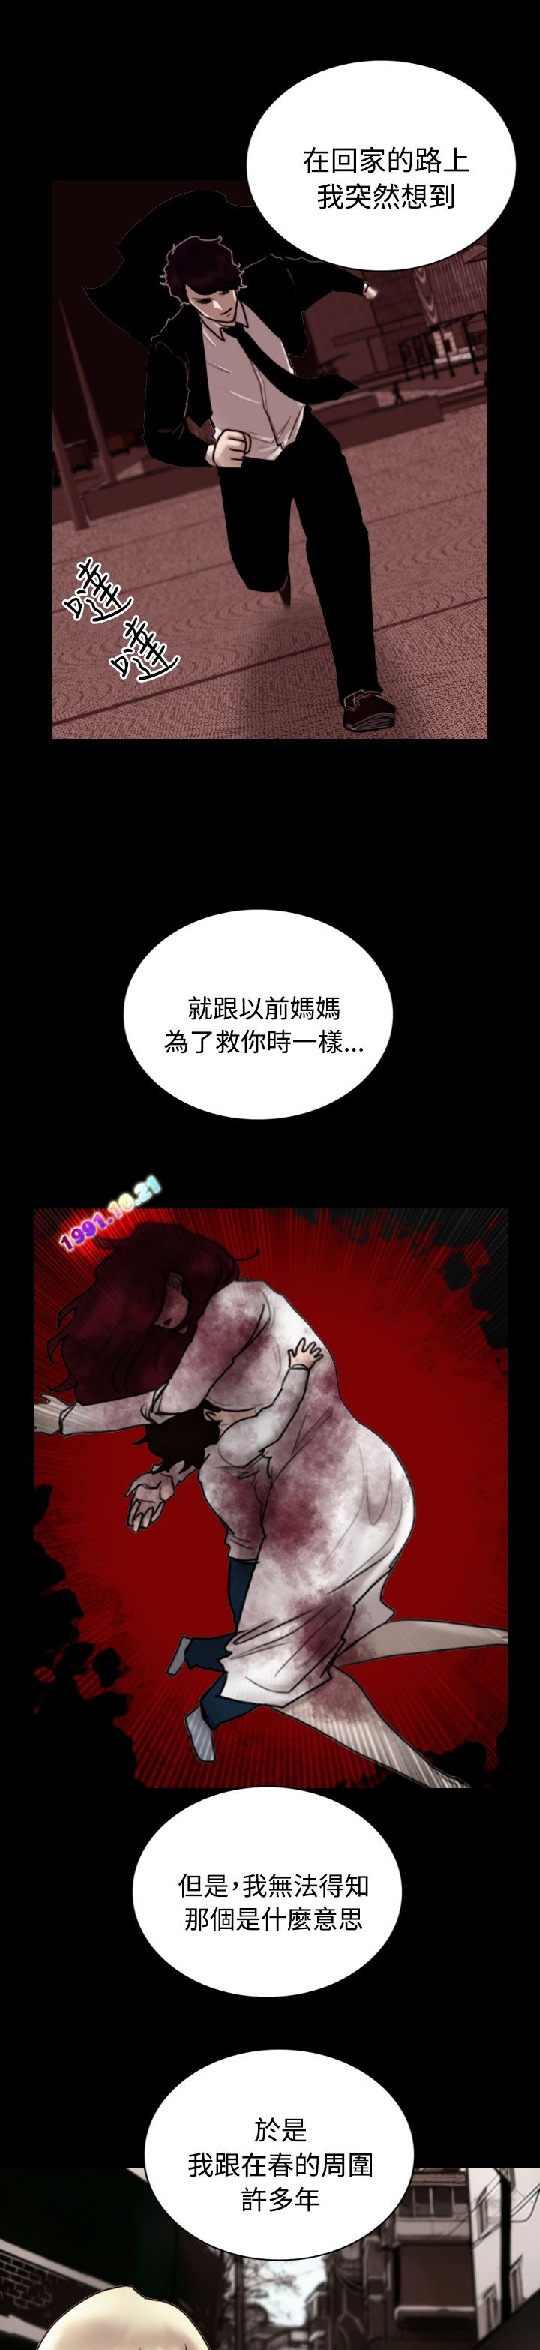 在回家的路上
我突然想到
噠
噠
就跟以前媽媽
為了救你時一樣...
1991.10.21
但是,我無法得知
那個是什麼意思
於是
我跟在春的周圍
許多年